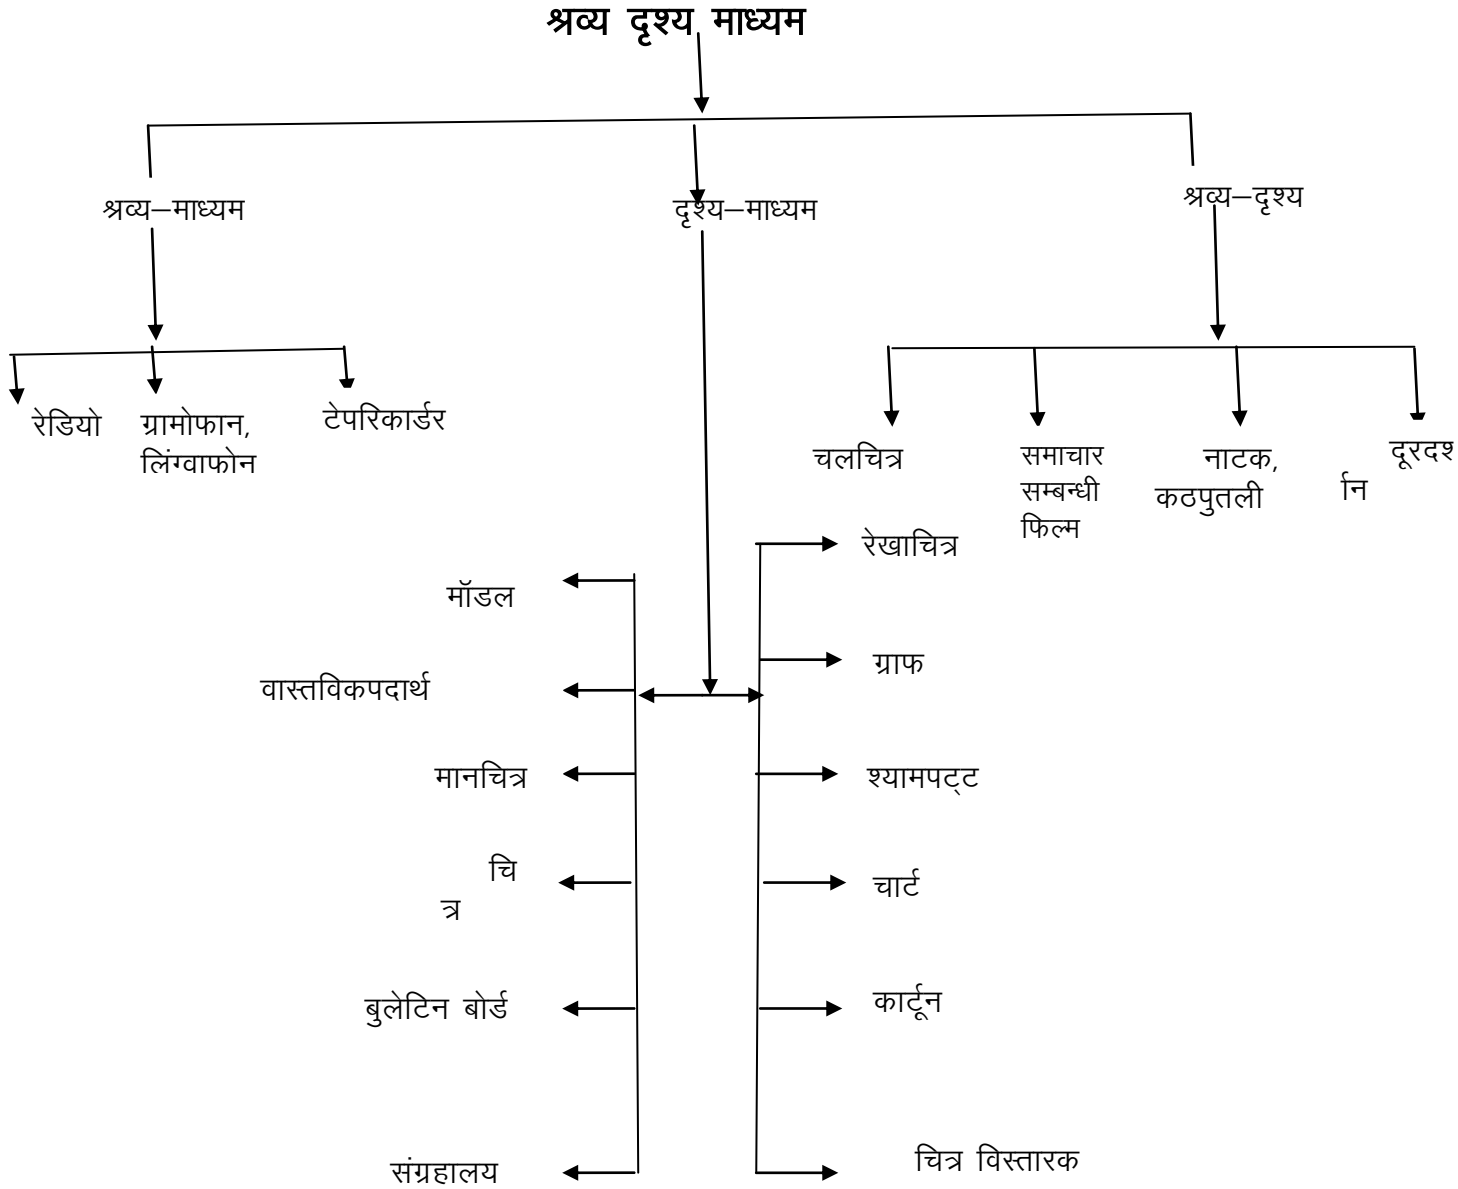 श्रव्य दृश्य माध्यम
श्रव्य–माध्यम
दृश्य–माध्यम
श्रव्य–दृश्य
रेडियो
ग्रामोफान,
लिंग्वाफोन
टेपरिकार्डर
चलचित्र
समाचार
सम्बन्धी
फिल्म
नाटक,
कठपुतली
दूरदश
र्न
मॉडल
वास्तविकपदार्थ
मानचित्र
चि
त्र
बुलेटिन बोर्ड
संग्रहालय
रेखाचित्र
ग्राफ
श्यामपट्ट
चार्ट
कार्टून
चित्र विस्तारक